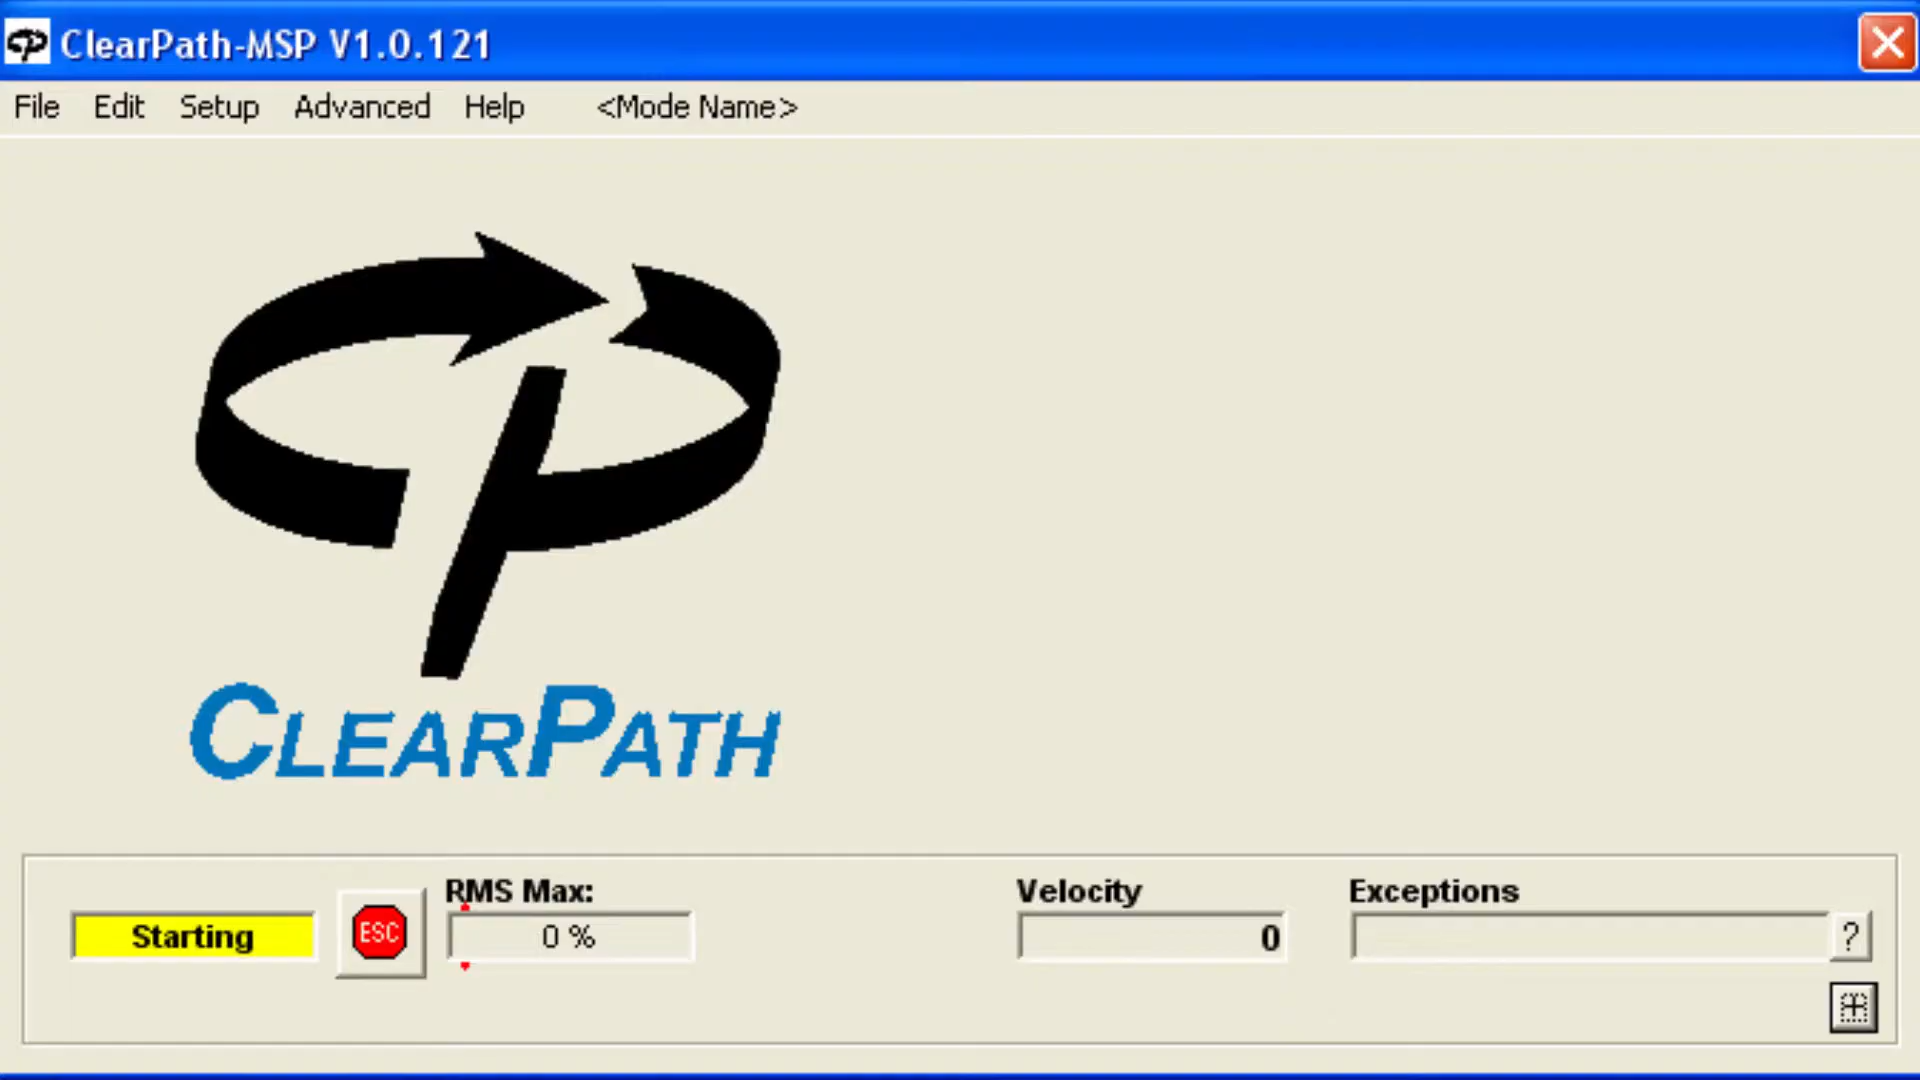 ClearPath-MSP V1.0.121
File Edit Setup Advanced Help <Mode Name>
CLEARPATH
RMS Max: Velocity Exceptions
Starting ESC 0 % 0 ?